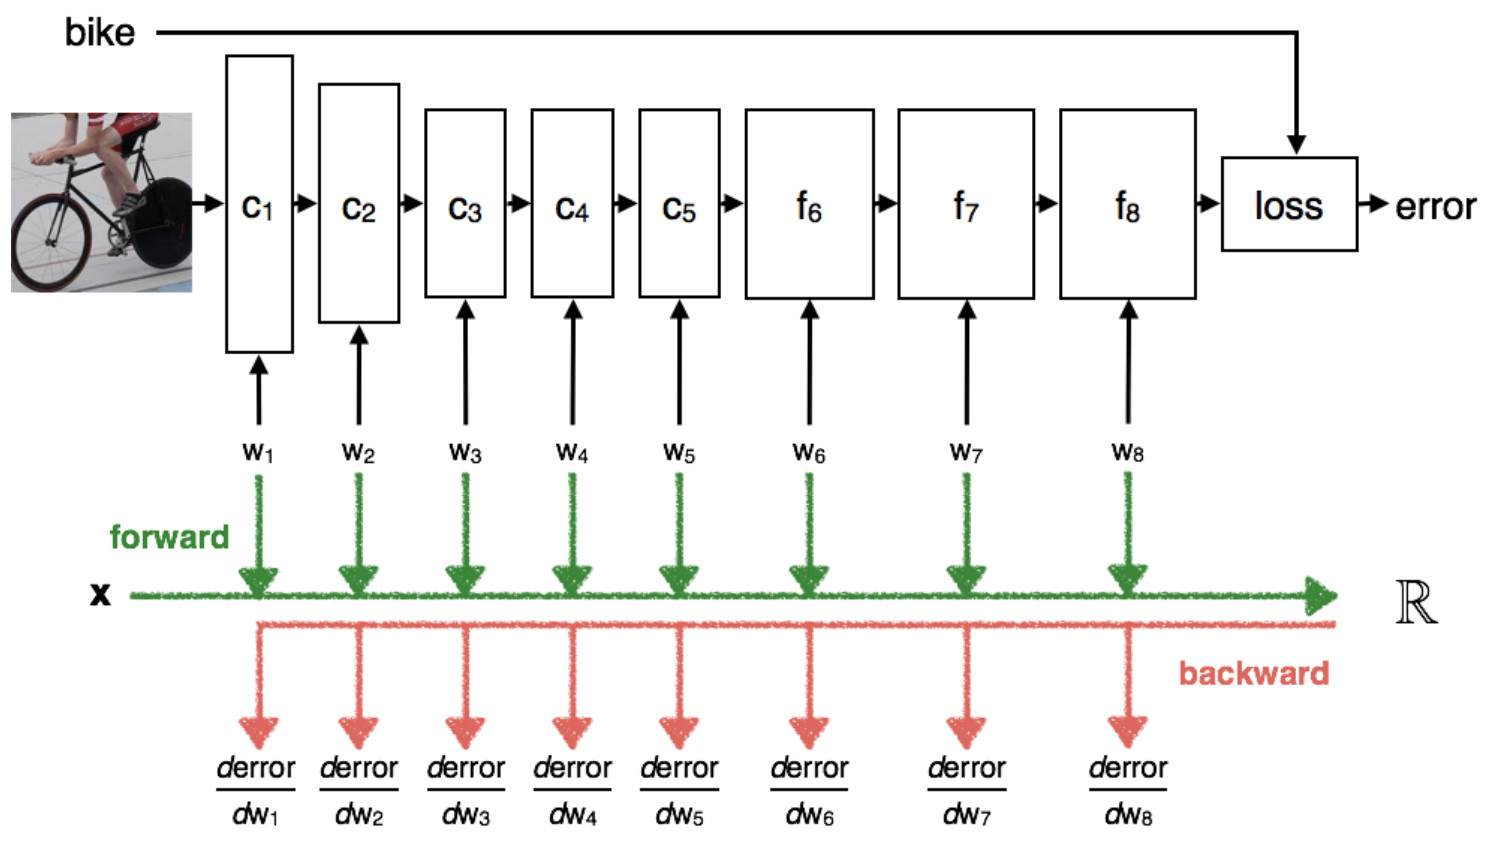 bike
c1 c2 c3 c4 c5 f6 f7 f8 loss error
w1 w2 w3 w4 w5 w6 w7 w8
forward
x ℝ
backward
derror derror derror derror derror derror derror derror
dw1 dw2 dw3 dw4 dw5 dw6 dw7 dw8